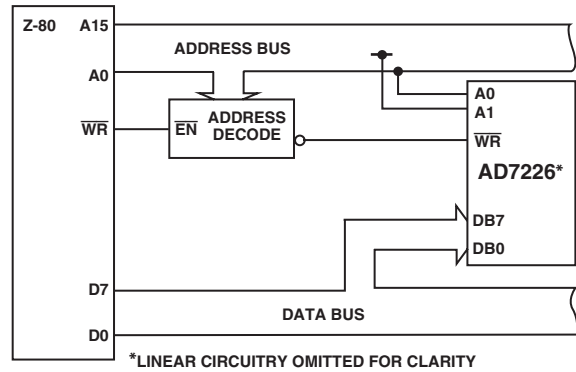 Z-80 A15
ADDRESS BUS
A0
A0
A1
WR EN ADDRESS
DECODE
WR
AD7226*
DB7
DB0
D7
DATA BUS
D0
*LINEAR CIRCUITRY OMITTED FOR CLARITY